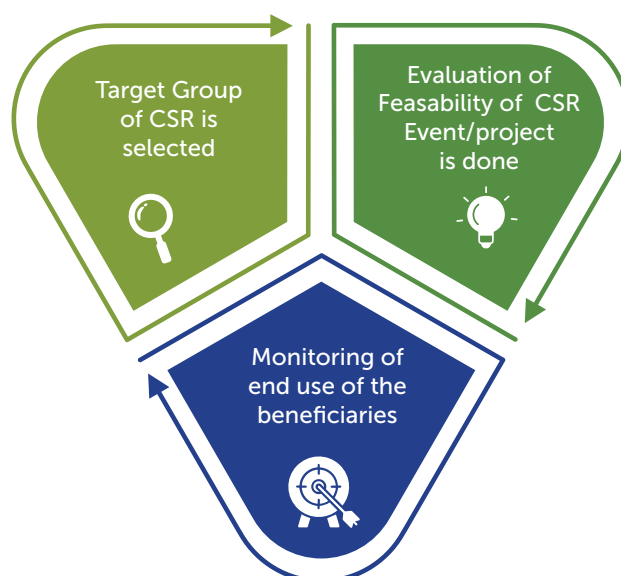 Target Group
of CSR is
selected
Evaluation of
Feasability of CSR
Event/project
is done
Monitoring of
end use of the
beneficiaries